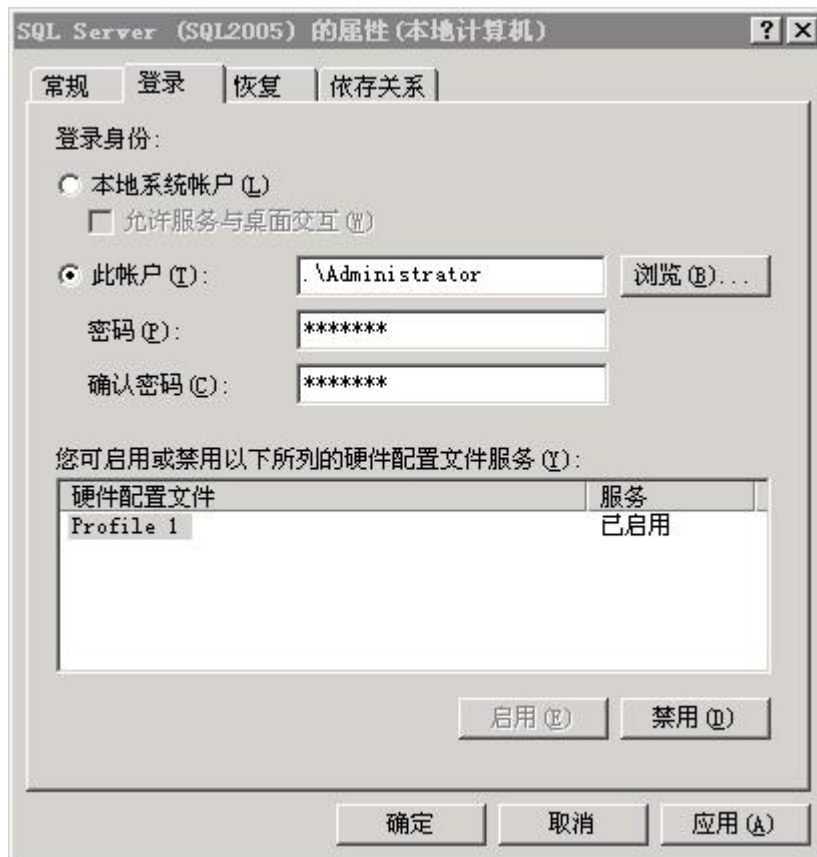 SQL Server (SQL2005) 的属性(本地计算机)
常规 登录 恢复 依存关系
登录身份:
本地系统帐户(L)
允许服务与桌面交互(W)
此帐户(T): .\Administrator 浏览(B)...
密码(P): *******
确认密码(C): *******
您可启用或禁用以下所列的硬件配置文件服务(Y):
硬件配置文件 服务
Profile 1 已启用
启用(E) 禁用(D)
确定 取消 应用(A)